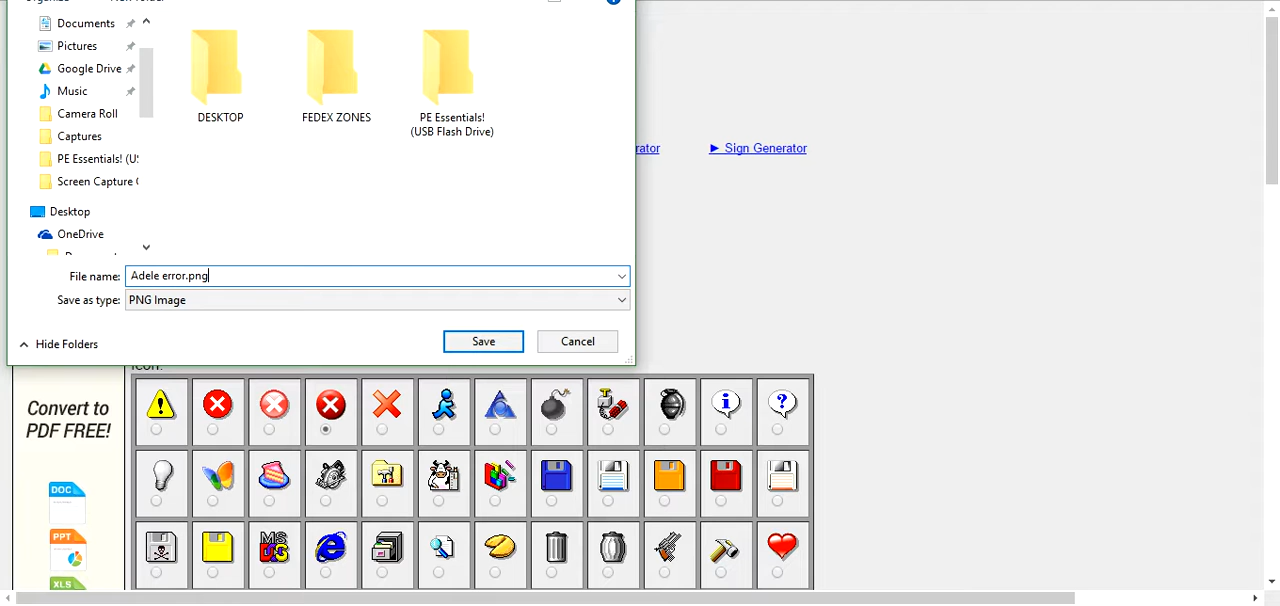 Documents
Pictures
Google Drive
Music
Camera Roll
Captures
PE Essentials! (U
Screen Capture
Desktop
OneDrive
DESKTOP
FEDEX ZONES
PE Essentials!
(USB Flash Drive)
File name: Adele error.png
Save as type: PNG Image
Hide Folders
Save
Cancel
rator
► Sign Generator
Icon:
Convert to
PDF FREE!
DOC
PPT
XLS
MS